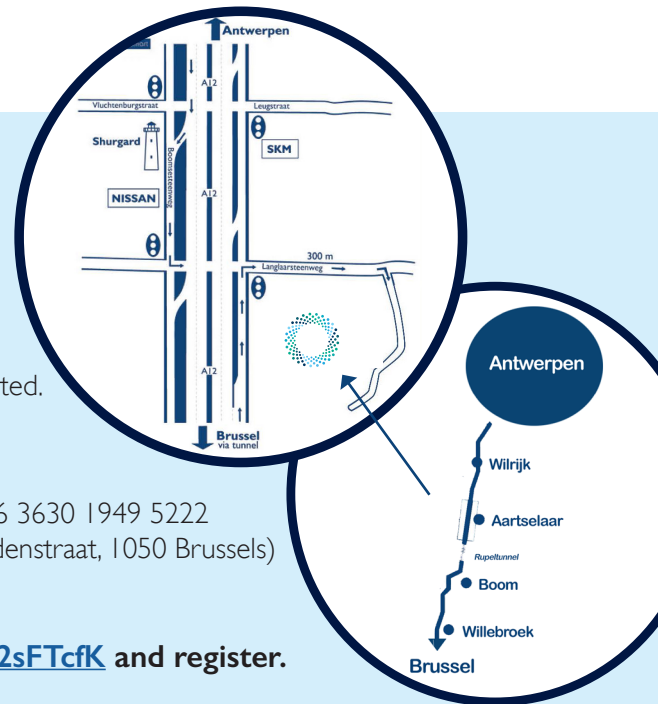 Antwerpen
A12
Vluchtenburgstraat
Leugstraat
Shurgard
SKM
Boomsesteenweg
NISSAN
A12
300 m
Langlaarsteenweg
A12
Brussel
via tunnel
Antwerpen
Wilrijk
Aartselaar
Rupeltunnel
Boom
Willebroek
Brussel
ted.
6 3630 1949 5222
denstraat, 1050 Brussels)
2sFTcfK and register.